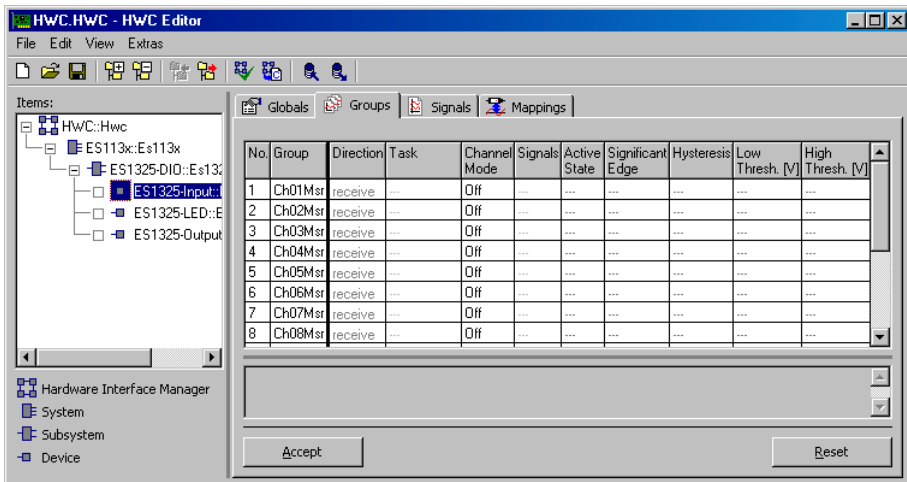 HWC.HWC - HWC Editor
File Edit View Extras
Items:
HWC::Hwc
ES113x::Es113x
ES1325-DIO::Es132
ES1325-Input::
ES1325-LED::E
ES1325-Output
Hardware Interface Manager
System
Subsystem
Device
Globals Groups Signals Mappings
No. Group Direction Task Channel Mode Signals Active State Significant Edge Hysteresis Low Thresh. [V] High Thresh. [V]
1 Ch01Msr receive --- Off --- --- --- --- --- ---
2 Ch02Msr receive --- Off --- --- --- --- --- ---
3 Ch03Msr receive --- Off --- --- --- --- --- ---
4 Ch04Msr receive --- Off --- --- --- --- --- ---
5 Ch05Msr receive --- Off --- --- --- --- --- ---
6 Ch06Msr receive --- Off --- --- --- --- --- ---
7 Ch07Msr receive --- Off --- --- --- --- --- ---
8 Ch08Msr receive --- Off --- --- --- --- --- ---
Accept Reset